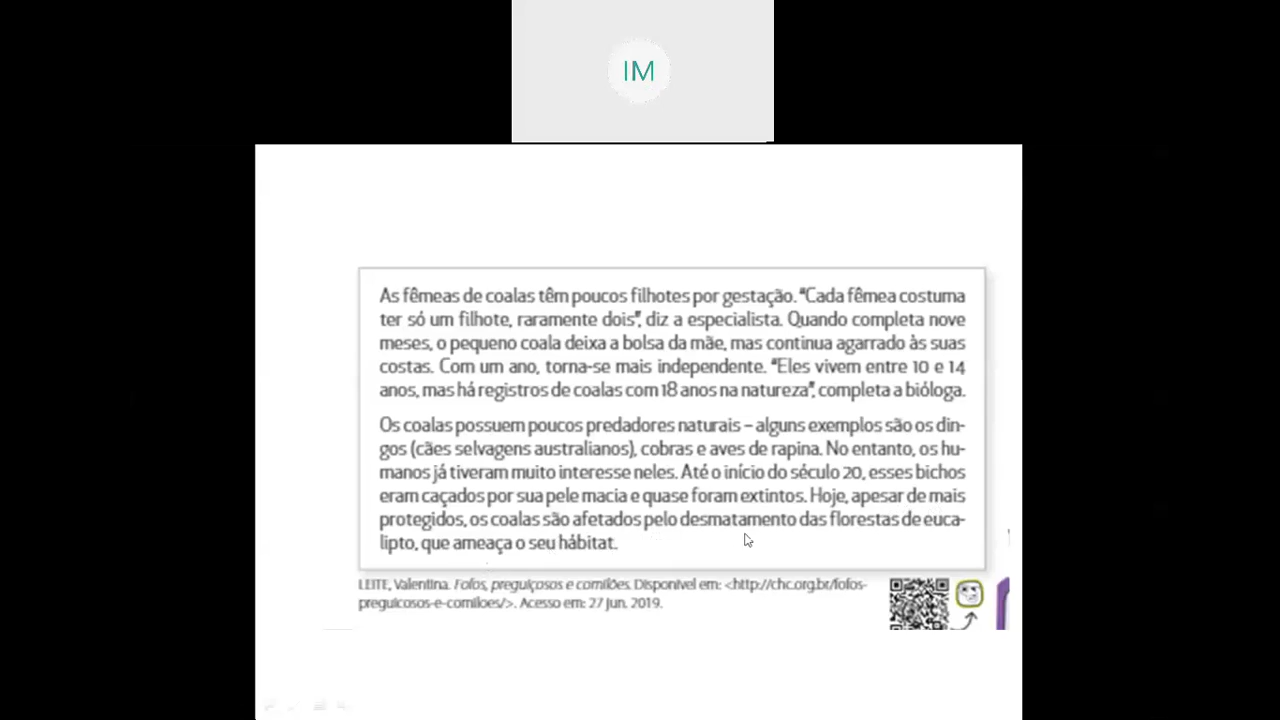 IM
As fêmeas de coalas têm poucos filhotes por gestação. "Cada fêmea costuma
ter só um filhote, raramente dois", diz a especialista. Quando completa nove
meses, o pequeno coala deixa a bolsa da mãe, mas continua agarrado às suas
costas. Com um ano, torna-se mais independente. "Eles vivem entre 10 e 14
anos, mas há registros de coalas com 18 anos na natureza", completa a bióloga.
Os coalas possuem poucos predadores naturais – alguns exemplos são os din-
gos (cães selvagens australianos), cobras e aves de rapina. No entanto, os hu-
manos já tiveram muito interesse neles. Até o início do século 20, esses bichos
eram caçados por sua pele macia e quase foram extintos. Hoje, apesar de mais
protegidos, os coalas são afetados pelo desmatamento das florestas de euca-
lipto, que ameaça o seu hábitat.
LEITE, Valentina. Fofos, preguiçosos e comilões. Disponível em: <http://chc.org.br/fofos-
preguicosos-e-comiloes/>. Acesso em: 27 jun. 2019.